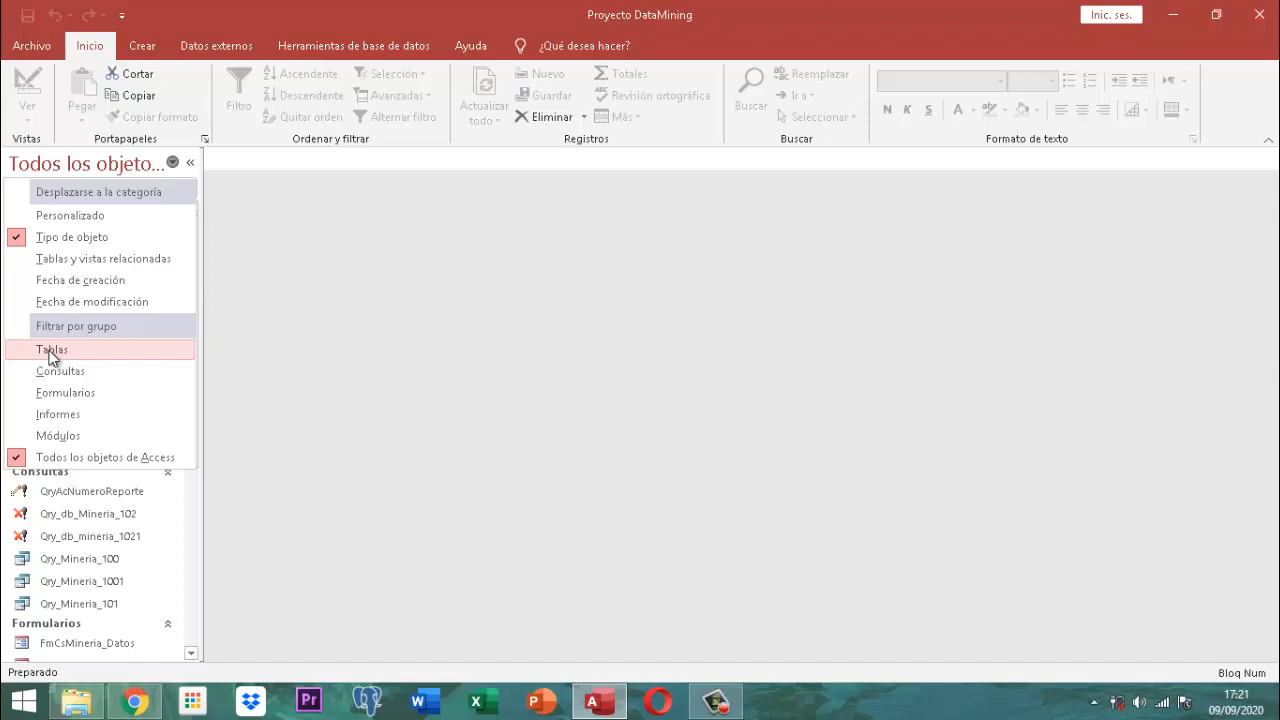 Proyecto DataMining
Inic. ses.
Archivo
Inicio
Crear
Datos externos
Herramientas de base de datos
Ayuda
¿Qué desea hacer?
Ver
Vistas
Pegar
Cortar
Copiar
Copiar formato
Portapapeles
Filtro
Ascendente
Descendente
Quitar orden
Selección
Avanzadas
Alternar filtro
Ordenar y filtrar
Actualizar
todo
Nuevo
Guardar
Eliminar
Totales
Revisión ortográfica
Más
Registros
Buscar
Reemplazar
Ir a
Seleccionar
Buscar
N K S A
Formato de texto
Todos los objeto...
Desplazarse a la categoría
Personalizado
Tipo de objeto
Tablas y vistas relacionadas
Fecha de creación
Fecha de modificación
Filtrar por grupo
Tablas
Consultas
Formularios
Informes
Módulos
Todos los objetos de Access
Consultas
QryAcNumeroReporte
Qry_db_Mineria_102
Qry_db_mineria_1021
Qry_Mineria_100
Qry_Mineria_1001
Qry_Mineria_101
Formularios
FmCsMineria_Datos
Preparado
Bloq Num
Pr
17:21
09/09/2020